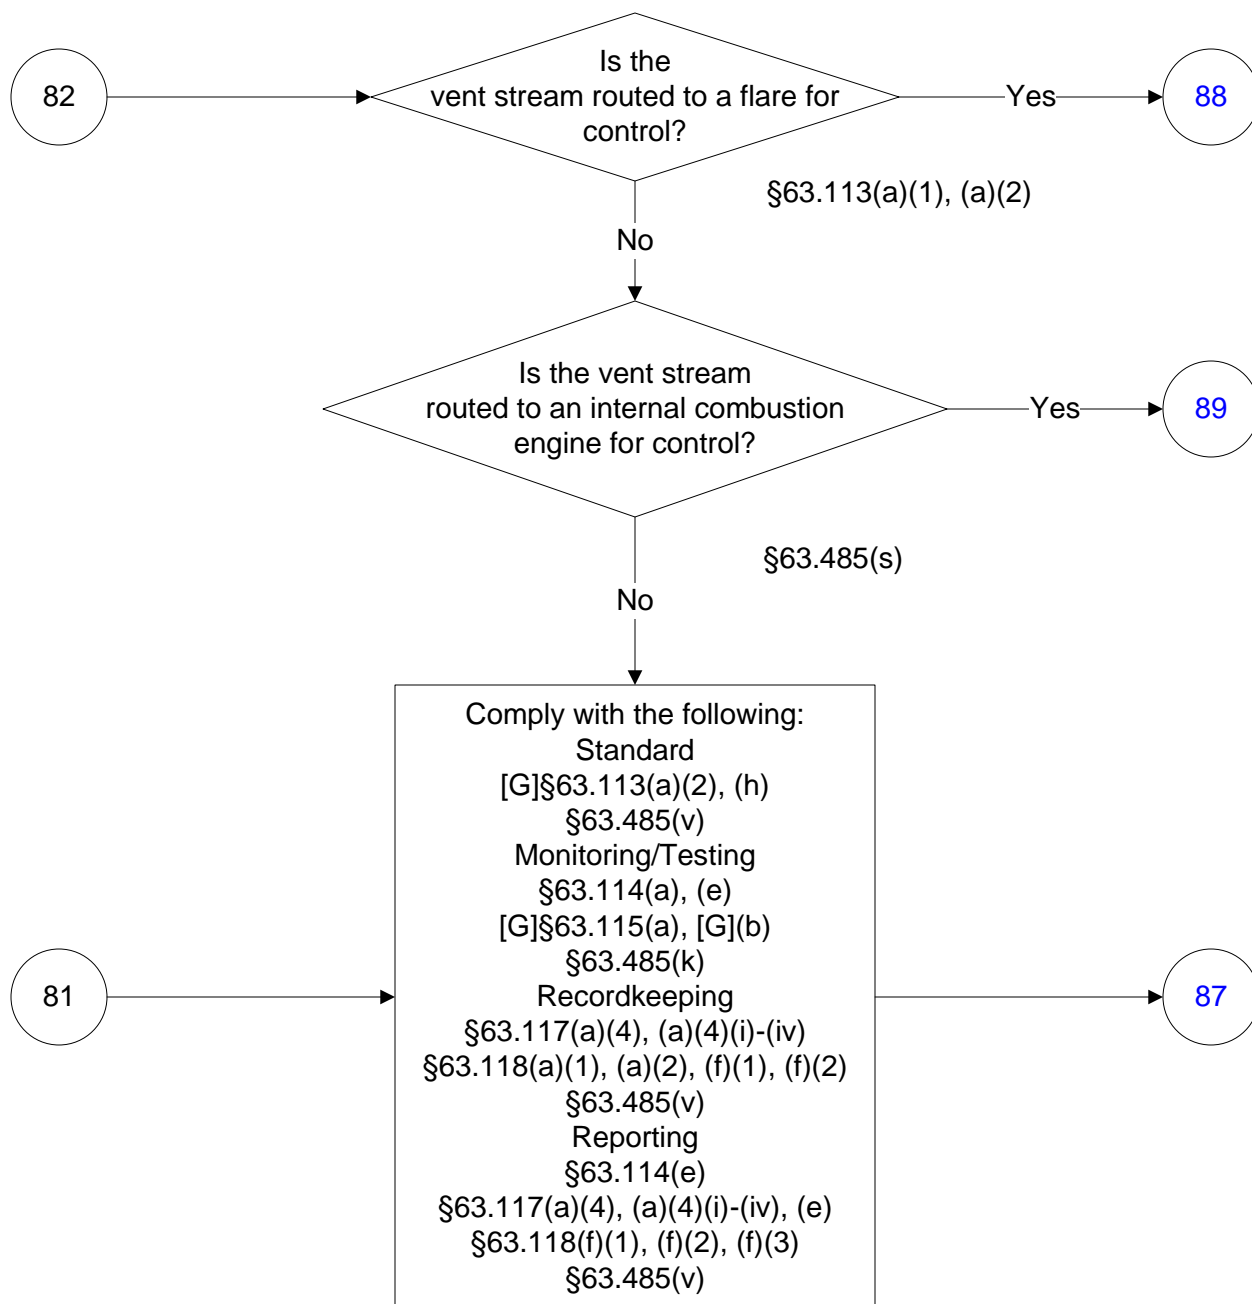 82
Is the
vent stream routed to a flare for
control?
Yes
88
§63.113(a)(1), (a)(2)
No
Is the vent stream
routed to an internal combustion
engine for control?
Yes
89
§63.485(s)
No
Comply with the following:
Standard
[G]§63.113(a)(2), (h)
§63.485(v)
Monitoring/Testing
§63.114(a), (e)
[G]§63.115(a), [G](b)
§63.485(k)
81
Recordkeeping
87
§63.117(a)(4), (a)(4)(i)-(iv)
§63.118(a)(1), (a)(2), (f)(1), (f)(2)
§63.485(v)
Reporting
§63.114(e)
§63.117(a)(4), (a)(4)(i)-(iv), (e)
§63.118(f)(1), (f)(2), (f)(3)
§63.485(v)